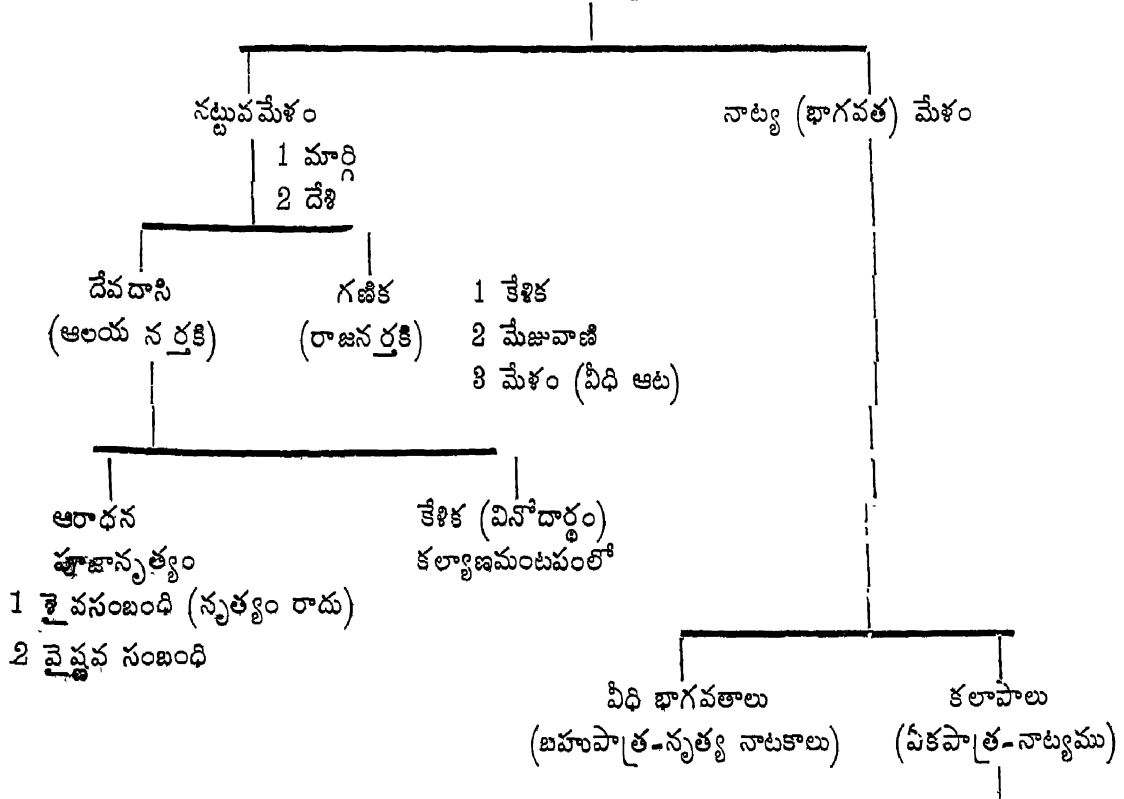 నట్టువమేళం
నాట్య (భాగవత) మేళం
1 మార్గి
2 దేశి
దేవదాసి
(ఆలయ నర్తకి)
గణిక
(రాజనర్తకి)
1 కేళిక
2 మేజువాణి
3 మేళం (వీధి ఆట)
ఆరాధన
పూజానృత్యం
1 శైవసంబంధి (నృత్యం రాదు)
2 వైష్ణవ సంబంధి
కేళిక (వినోదార్థం)
కల్యాణమంటపంలో
వీధి భాగవతాలు
(బహుపాత్ర-నృత్య నాటకాలు)
కలాపాలు
(ఏకపాత్ర-నాట్యము)